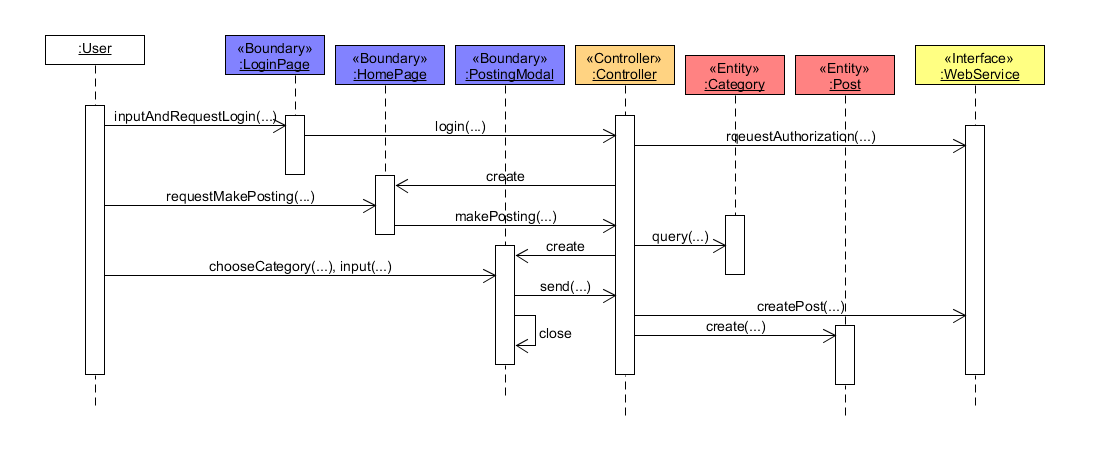 :User
«Boundary»
:LoginPage
«Boundary»
:HomePage
«Boundary»
:PostingModal
«Controller»
:Controller
«Entity»
:Category
«Entity»
:Post
«Interface»
:WebService
inputAndRequestLogin(...)
login(...)
rqeuestAuthorization(...)
create
requestMakePosting(...)
makePosting(...)
query(...)
create
chooseCategory(...), input(...)
send(...)
createPost(...)
create(...)
close